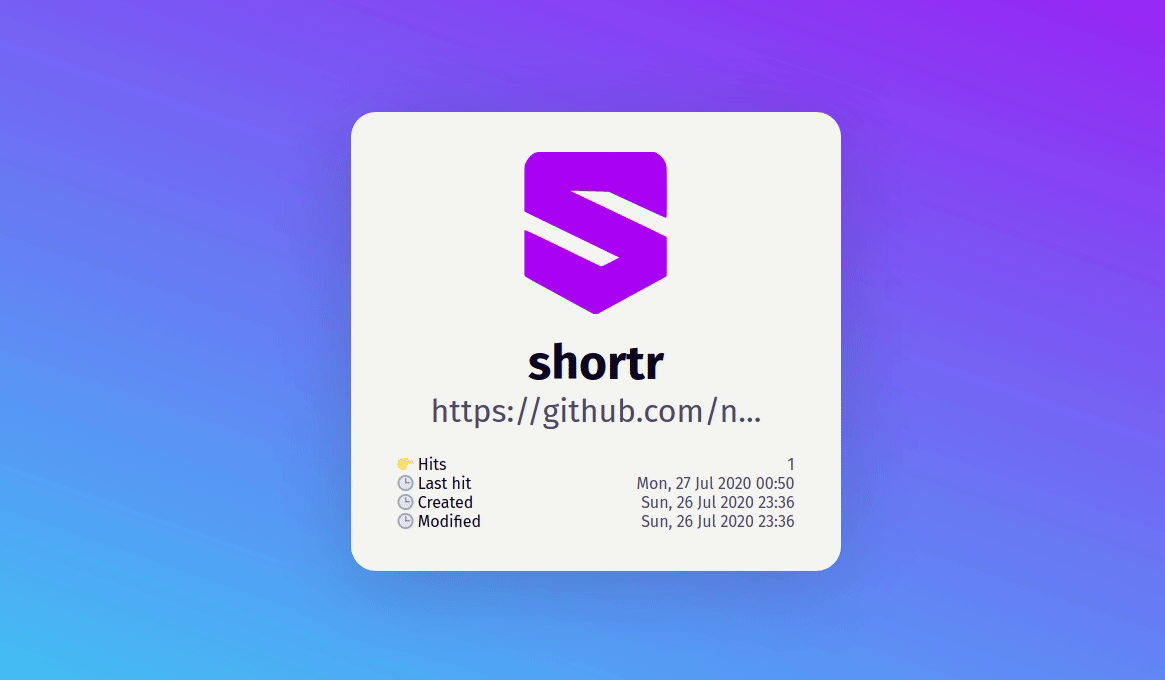 shortr
https://github.com/n...
👉 Hits 1
🕒 Last hit Mon, 27 Jul 2020 00:50
🕒 Created Sun, 26 Jul 2020 23:36
🕒 Modified Sun, 26 Jul 2020 23:36